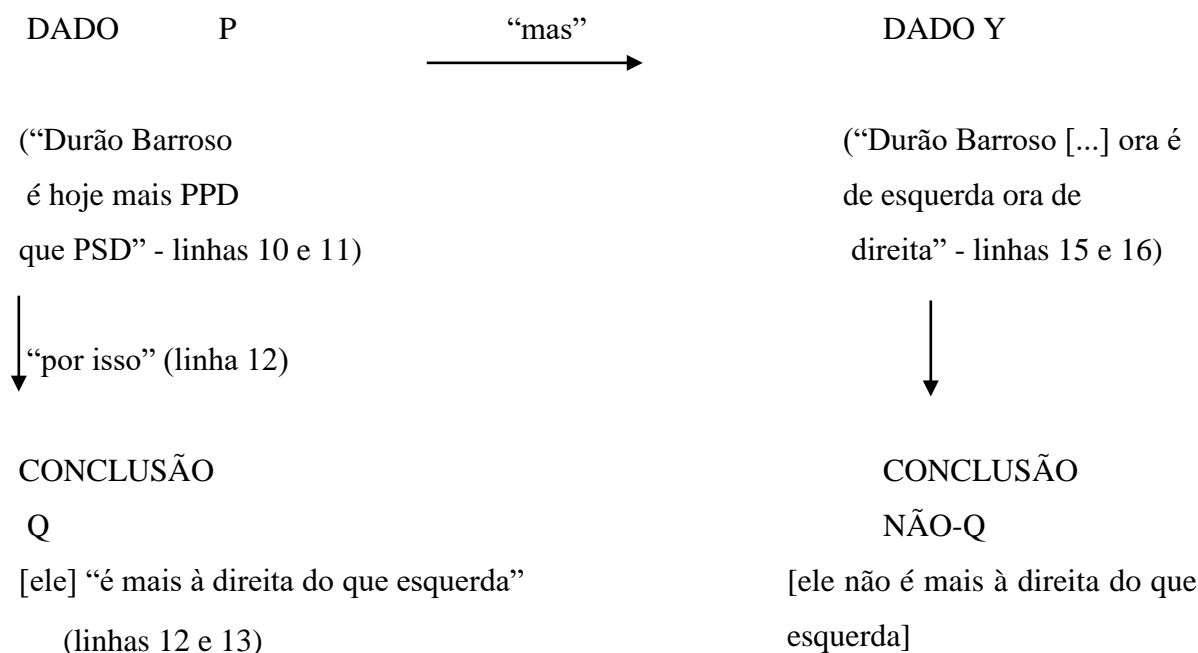 DADO P “mas” DADO Y
(“Durão Barroso
é hoje mais PPD
que PSD” - linhas 10 e 11)
(“Durão Barroso [...] ora é
de esquerda ora de
direita” - linhas 15 e 16)
“por isso” (linha 12)
CONCLUSÃO
Q
[ele] “é mais à direita do que esquerda”
(linhas 12 e 13)
CONCLUSÃO
NÃO-Q
[ele não é mais à direita do que
esquerda]